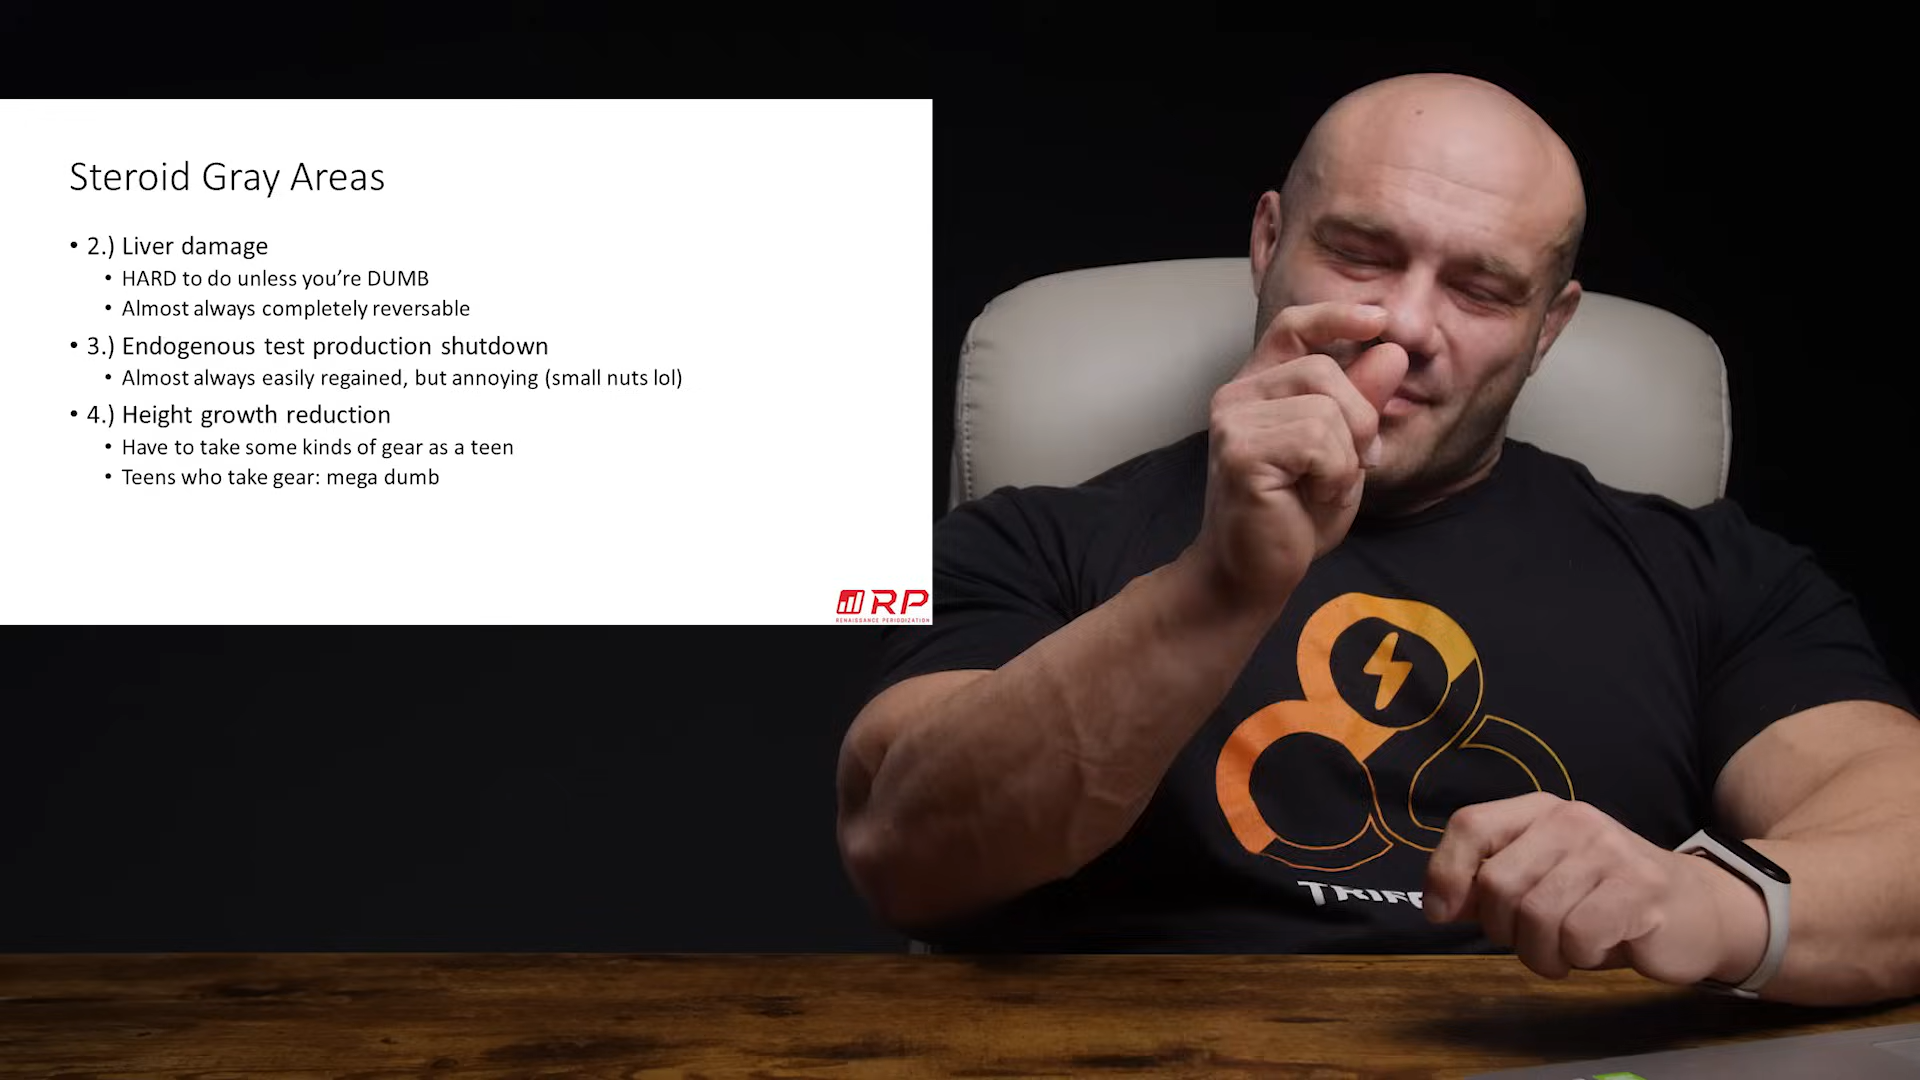 Steroid Gray Areas
• 2.) Liver damage
• HARD to do unless you’re DUMB
• Almost always completely reversable
• 3.) Endogenous test production shutdown
• Almost always easily regained, but annoying (small nuts lol)
• 4.) Height growth reduction
• Have to take some kinds of gear as a teen
• Teens who take gear: mega dumb
RP
RENAISSANCE PERIODIZATION